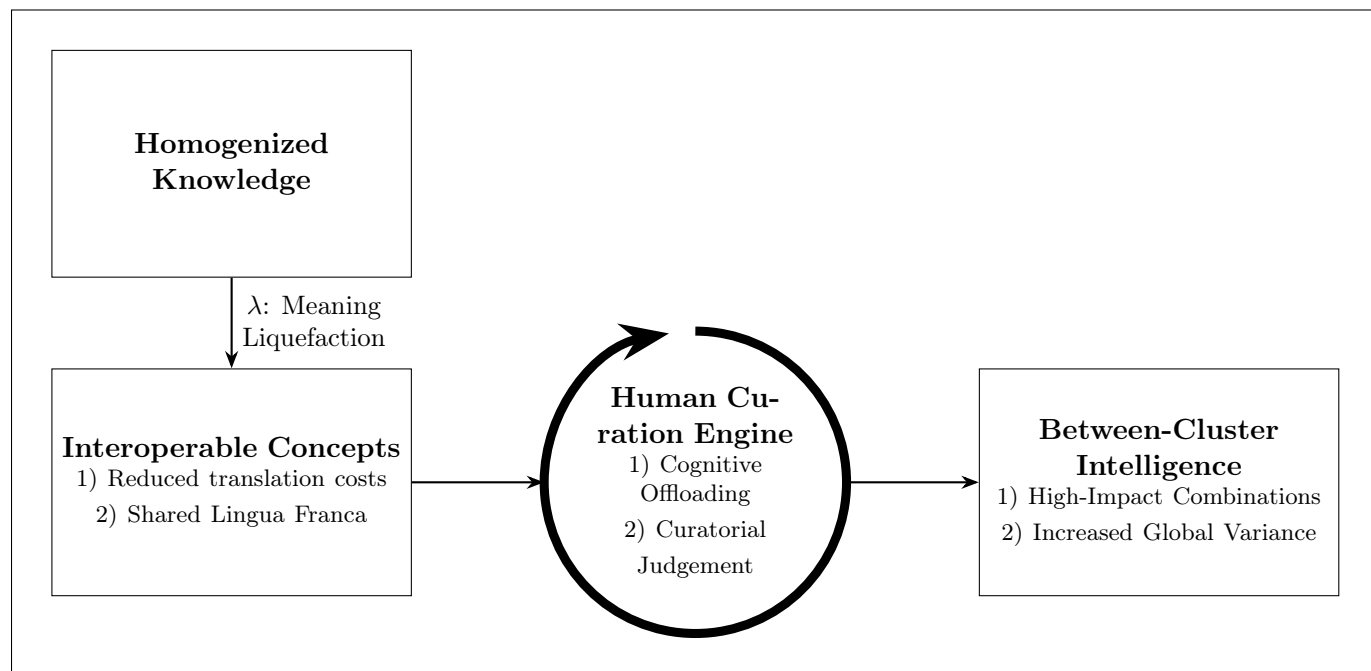 Homogenized
Knowledge
λ: Meaning
Liquefaction
Interoperable Concepts
1) Reduced translation costs
2) Shared Lingua Franca
Human Cu-
ration Engine
1) Cognitive
Offloading
2) Curatorial
Judgement
Between-Cluster
Intelligence
1) High-Impact Combinations
2) Increased Global Variance